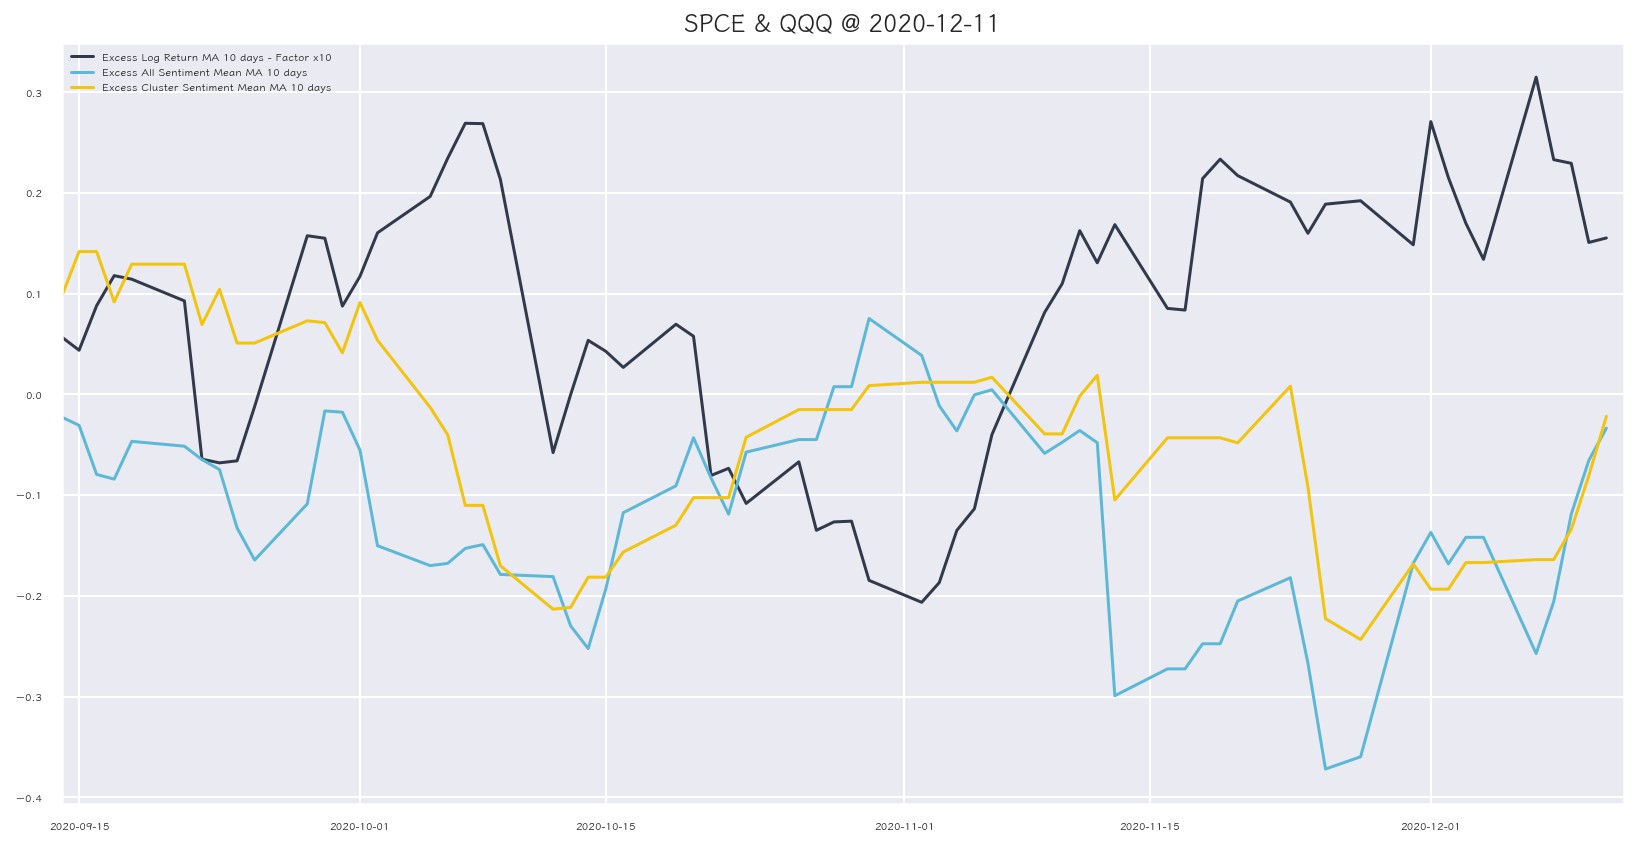 SPCE & QQQ @ 2020-12-11
Excess Log Return MA 10 days - Factor x10
Excess All Sentiment Mean MA 10 days
Excess Cluster Sentiment Mean MA 10 days
0.3
0.2
0.1
0.0
−0.1
−0.2
−0.3
−0.4
2020-09-15 2020-10-01 2020-10-15 2020-11-01 2020-11-15 2020-12-01